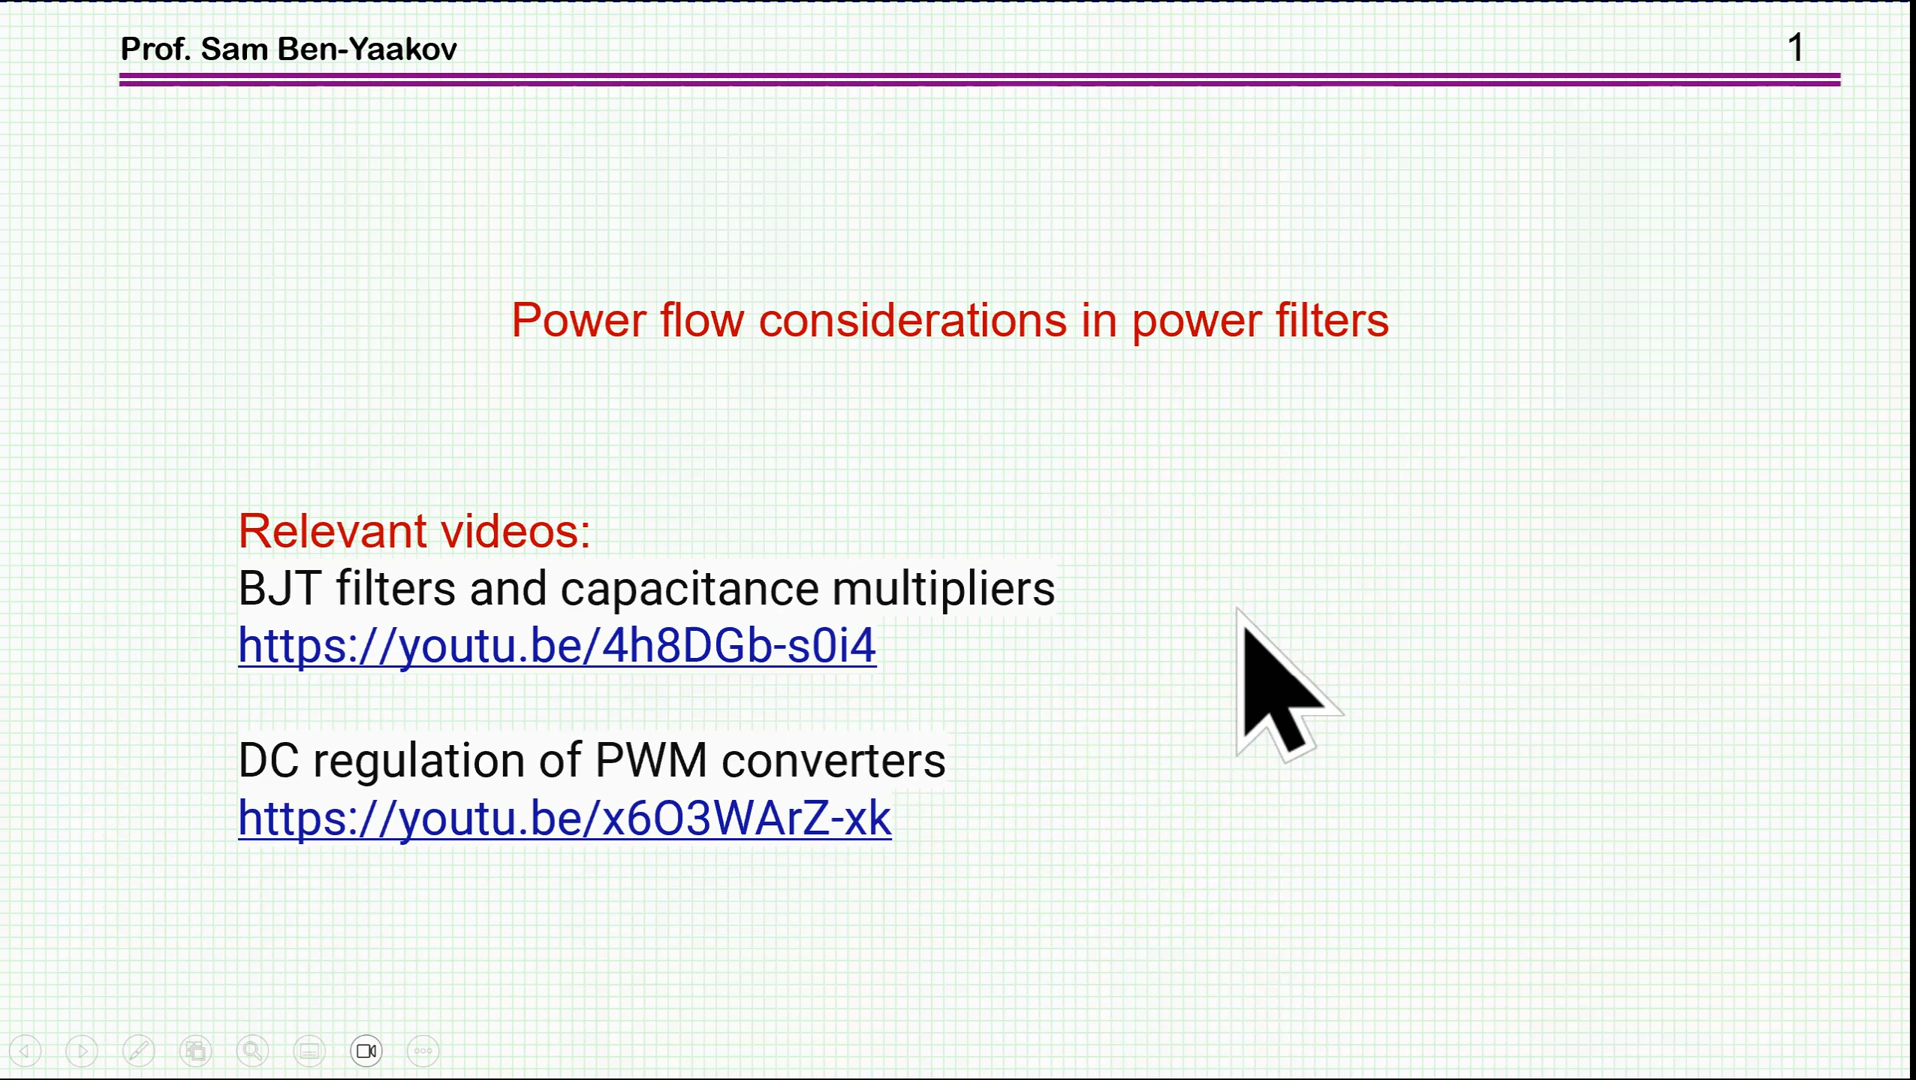 Prof. Sam Ben-Yaakov
1
Power flow considerations in power filters
Relevant videos:
BJT filters and capacitance multipliers
https://youtu.be/4h8DGb-s0i4
DC regulation of PWM converters
https://youtu.be/x6O3WArZ-xk